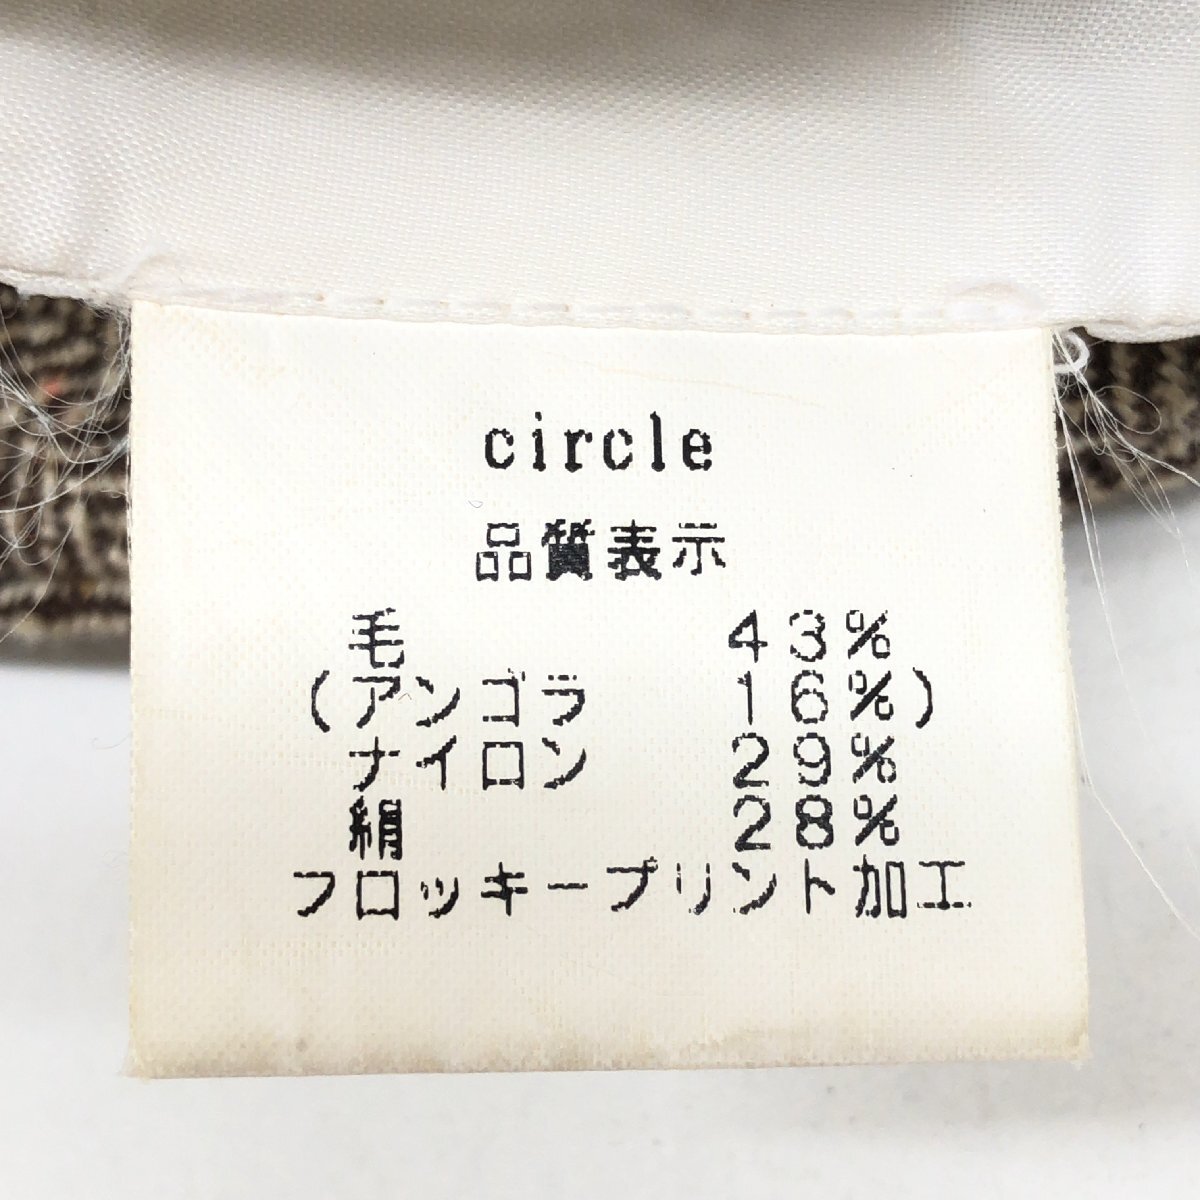 circle
品質表示
毛 43%
(アンゴラ 16%)
ナイロン 29%
絹 28%
フロッキープリント加工